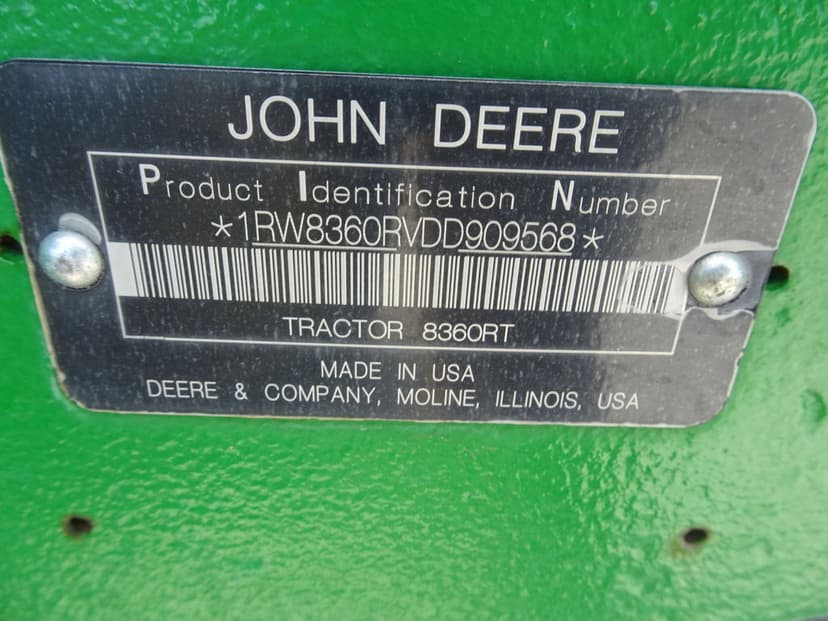 JOHN DEERE
Product Identification Number
*1RW8360RVDD909568*
TRACTOR 8360RT
MADE IN USA
DEERE & COMPANY, MOLINE, ILLINOIS, USA